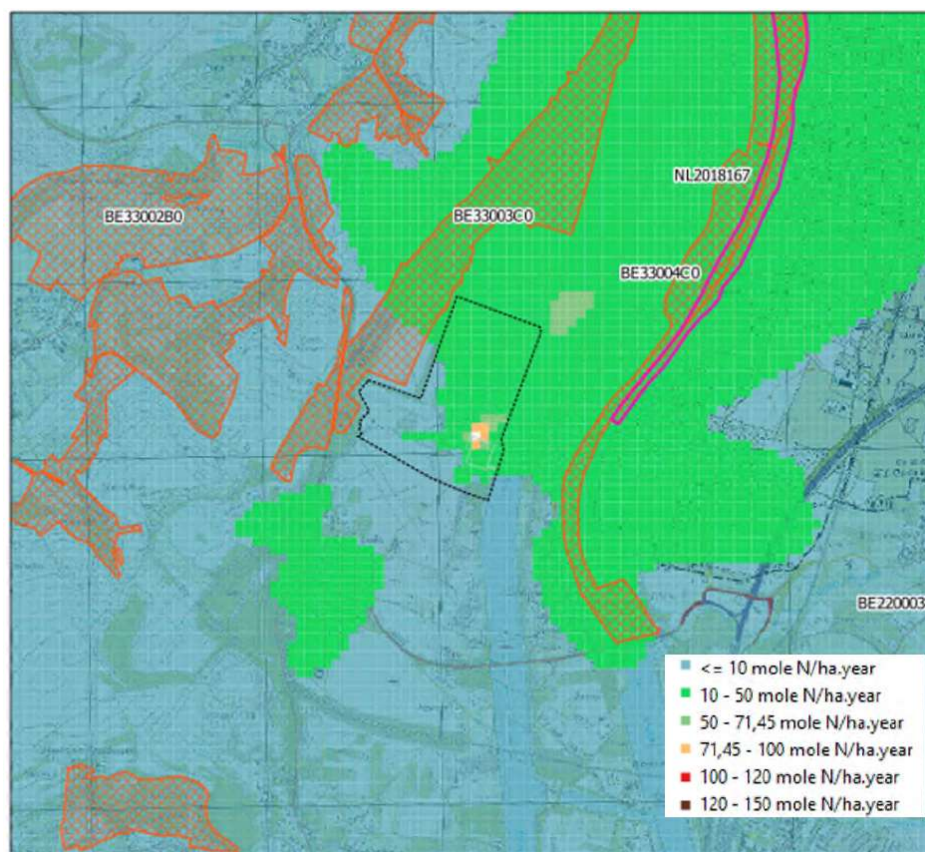 NL2018167
BE33002B0
BE33003C0
BE33004C0
BE220003
<= 10 mole N/ha.year
10 - 50 mole N/ha.year
50 - 71,45 mole N/ha.year
71,45 - 100 mole N/ha.year
100 - 120 mole N/ha.year
120 - 150 mole N/ha.year